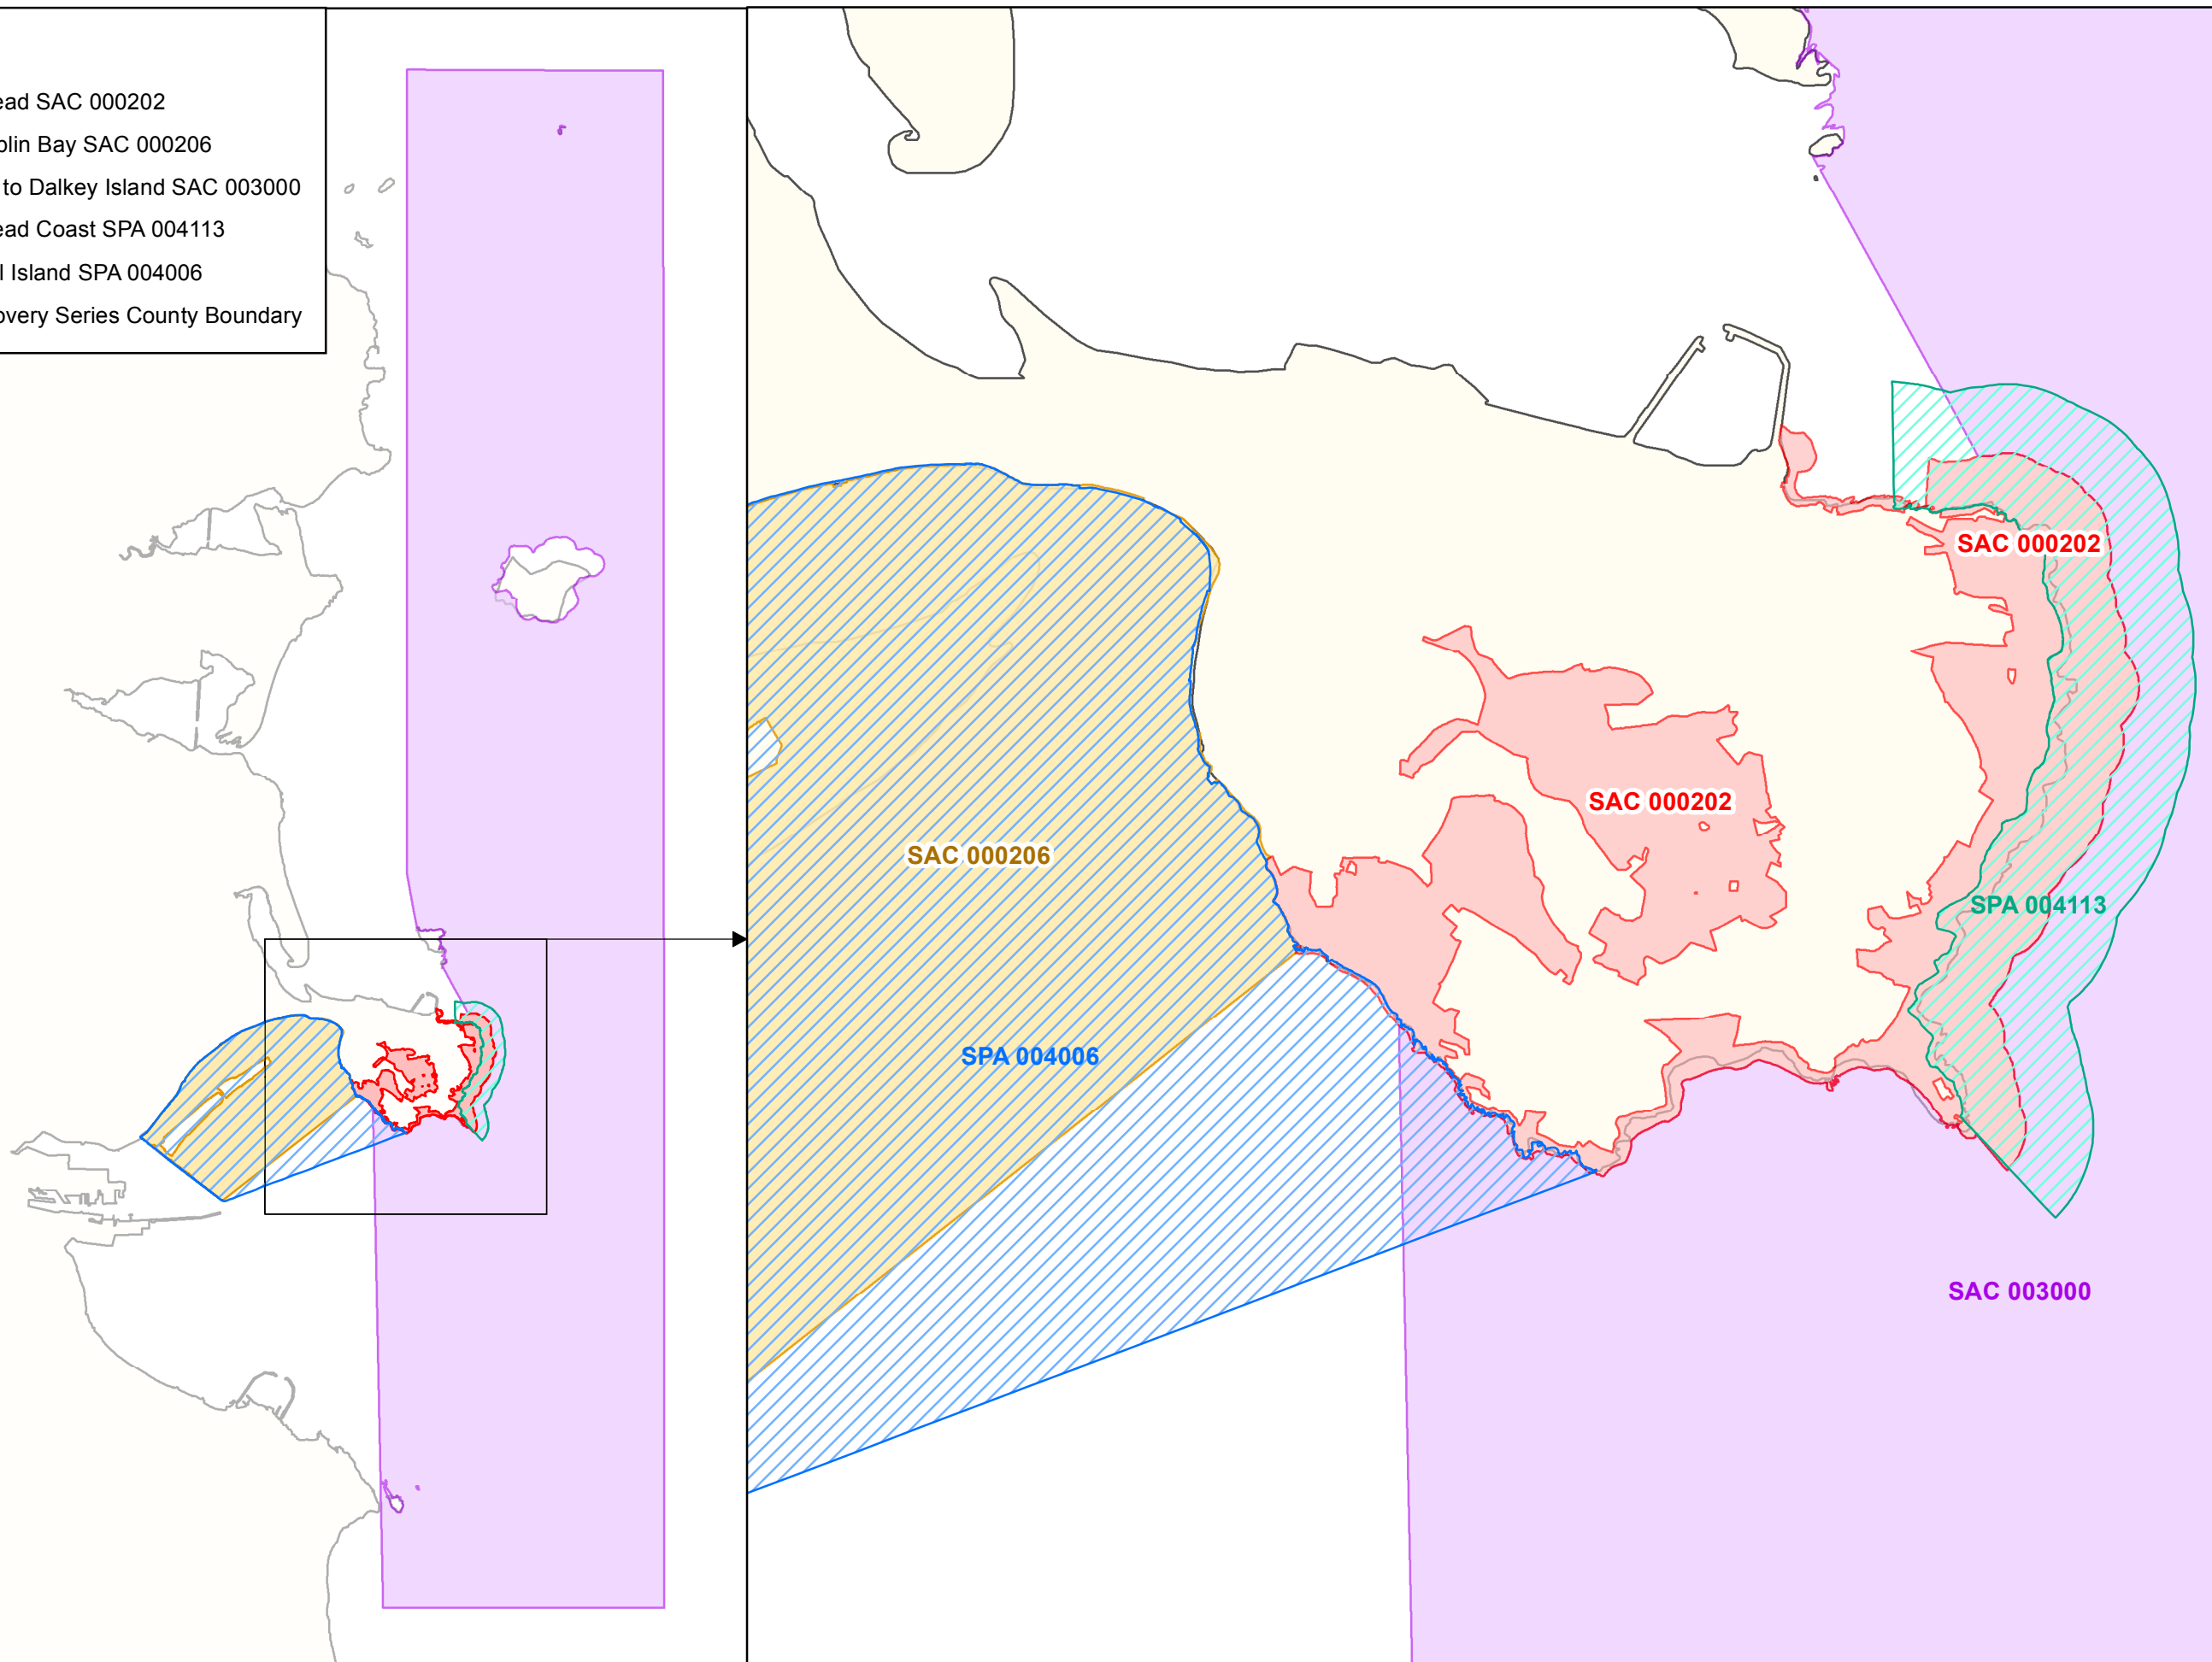 ead SAC 000202
blin Bay SAC 000206
to Dalkey Island SAC 003000
ead Coast SPA 004113
l Island SPA 004006
overy Series County Boundary
SAC 000202
SAC 000202
SAC 000206
SPA 004113
SPA 004006
SAC 003000